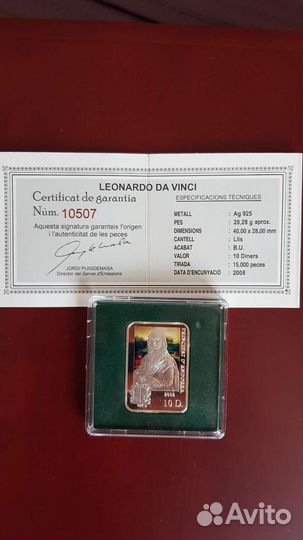 LEONARDO DA VINCI
Certificat de garantia
Núm. 10507
Aquesta signatura garanteix l'origen
i l'autenticitat de les peces
JORDI PUIGDEMASA
Director del Servei d'Emissions
ESPECIFICACIONS TÈCNIQUES
METALL : Ag 925
PES : 28,28 g aprox.
DIMENSIONS : 40,00 x 28,00 mm
CANTELL : Llis
ACABAT : B.U.
VALOR : 10 Diners
TIRADA : 15.000 peces
DATA D'ENCUNYACIÓ : 2008
PRINCIPAT D'ANDORRA
2008
10 D.
Avito